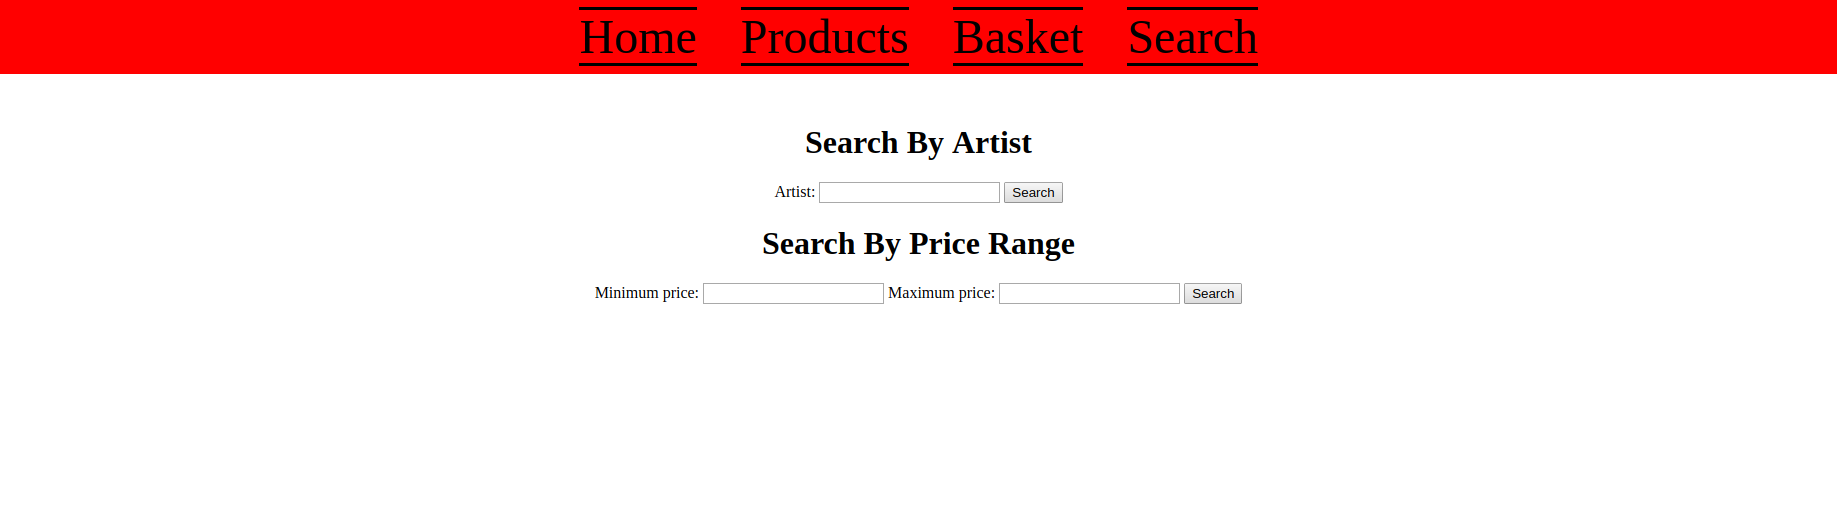 Home Products Basket Search
Search By Artist
Artist: Search
Search By Price Range
Minimum price: Maximum price: Search